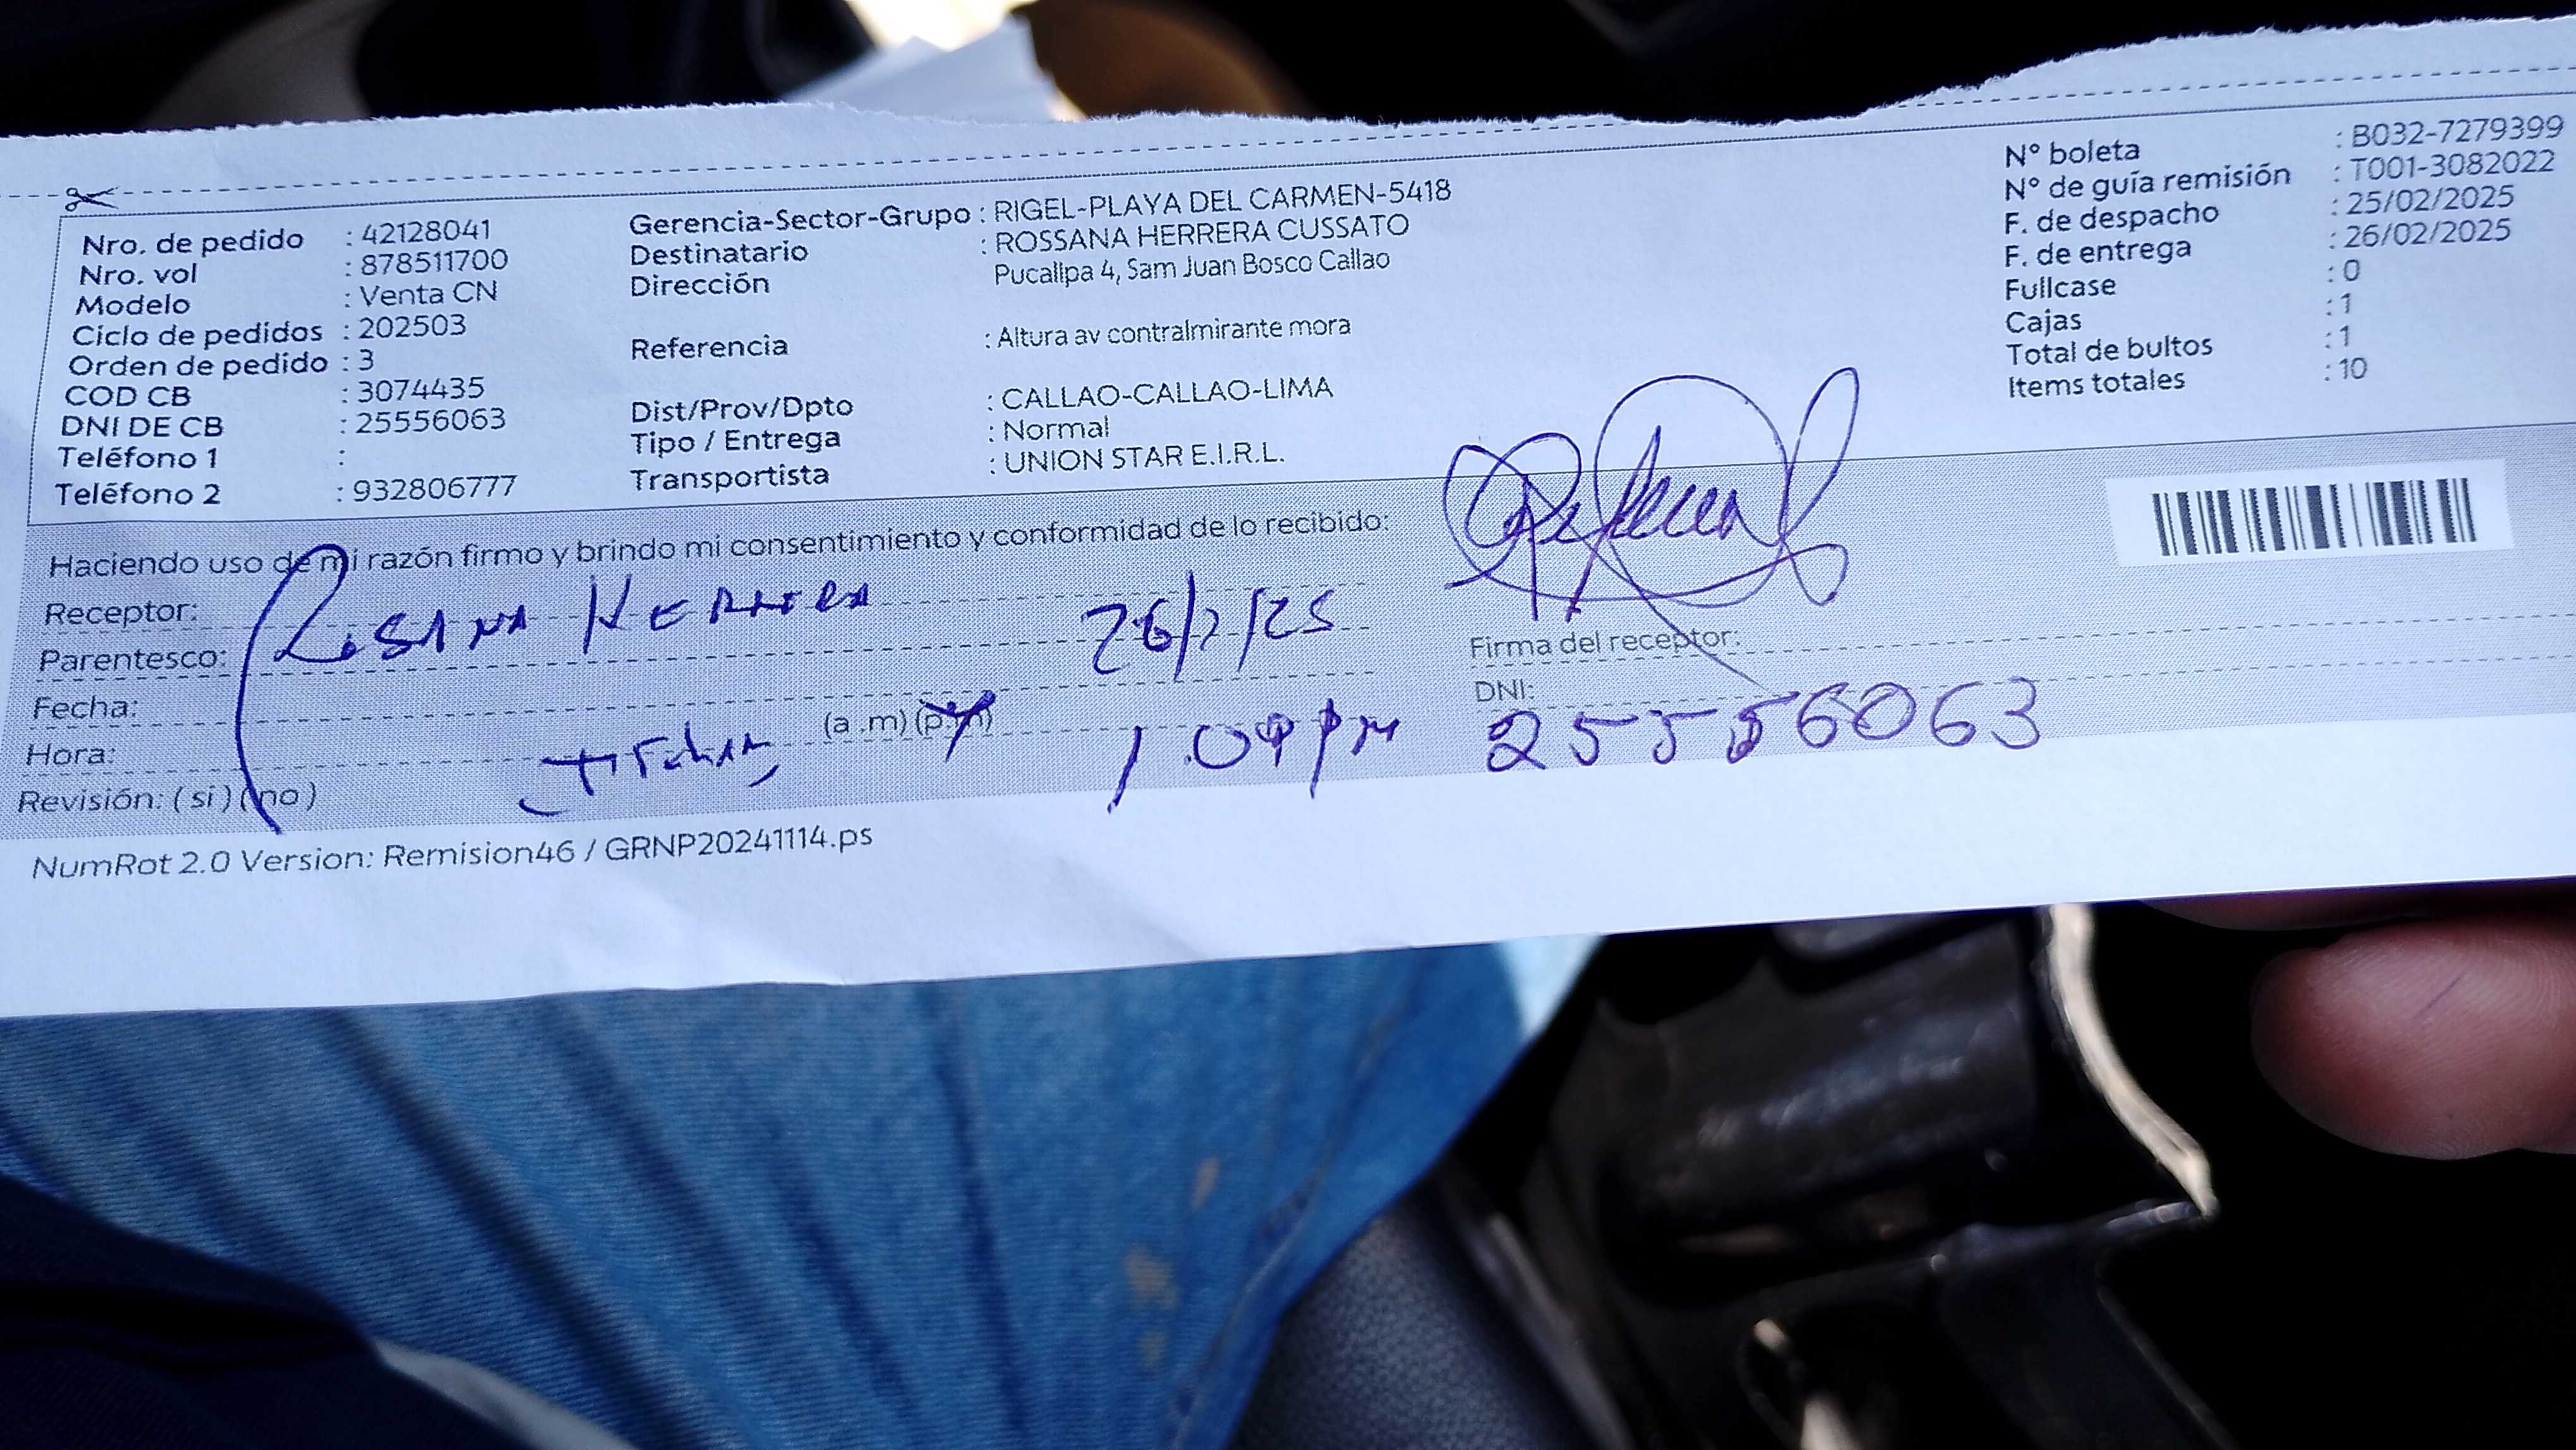 Nro. de pedido : 42128041
Nro. vol : 878511700
Modelo : Venta CN
Ciclo de pedidos : 202503
Orden de pedido : 3
COD CB : 3074435
DNI DE CB : 25556063
Teléfono 1 :
Teléfono 2 : 932806777
Gerencia-Sector-Grupo : RIGEL-PLAYA DEL CARMEN-5418
Destinatario : ROSSANA HERRERA CUSSATO
Dirección Pucallpa 4, Sam Juan Bosco Callao
Referencia : Altura av contralmirante mora
Dist/Prov/Dpto : CALLAO-CALLAO-LIMA
Tipo / Entrega : Normal
Transportista : UNION STAR E.I.R.L.
N° boleta : B032-7279399
N° de guía remisión : T001-3082022
F. de despacho : 25/02/2025
F. de entrega : 26/02/2025
Fullcase : 0
Cajas : 1
Total de bultos : 1
Items totales : 10
Haciendo uso de mi razón firmo y brindo mi consentimiento y conformidad de lo recibido:
Receptor: Rosana Herrera
Parentesco: 26/2/25
Fecha:
Hora: (a .m) (p.m) 1.09 pm
Revisión: ( si ) ( no ) titular
Firma del receptor:
DNI: 25556063
NumRot 2.0 Version: Remision46 / GRNP20241114.ps